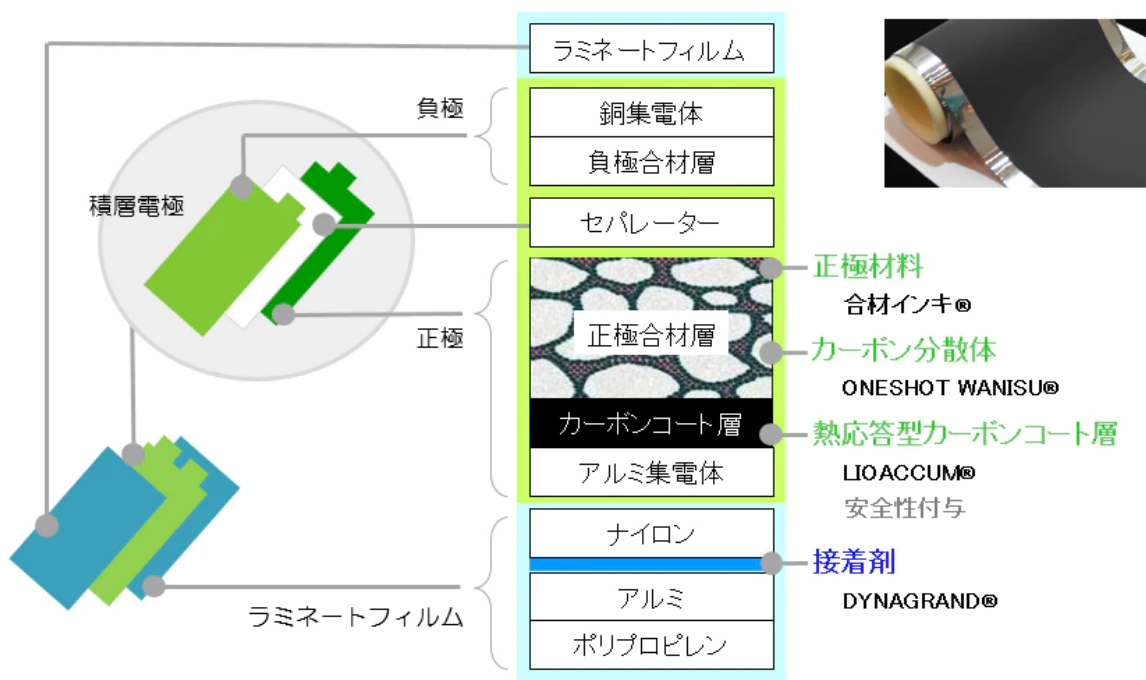 ラミネートフィルム
負極
銅集電体
負極合材層
積層電極
セパレーター
正極
正極合材層
カーボンコート層
アルミ集電体
正極材料
合材インキ®
カーボン分散体
ONESHOT WANISU®
熱応答型カーボンコート層
LIOACCUM®
安全性付与
ラミネートフィルム
ナイロン
アルミ
ポリプロピレン
接着剤
DYNAGRAND®